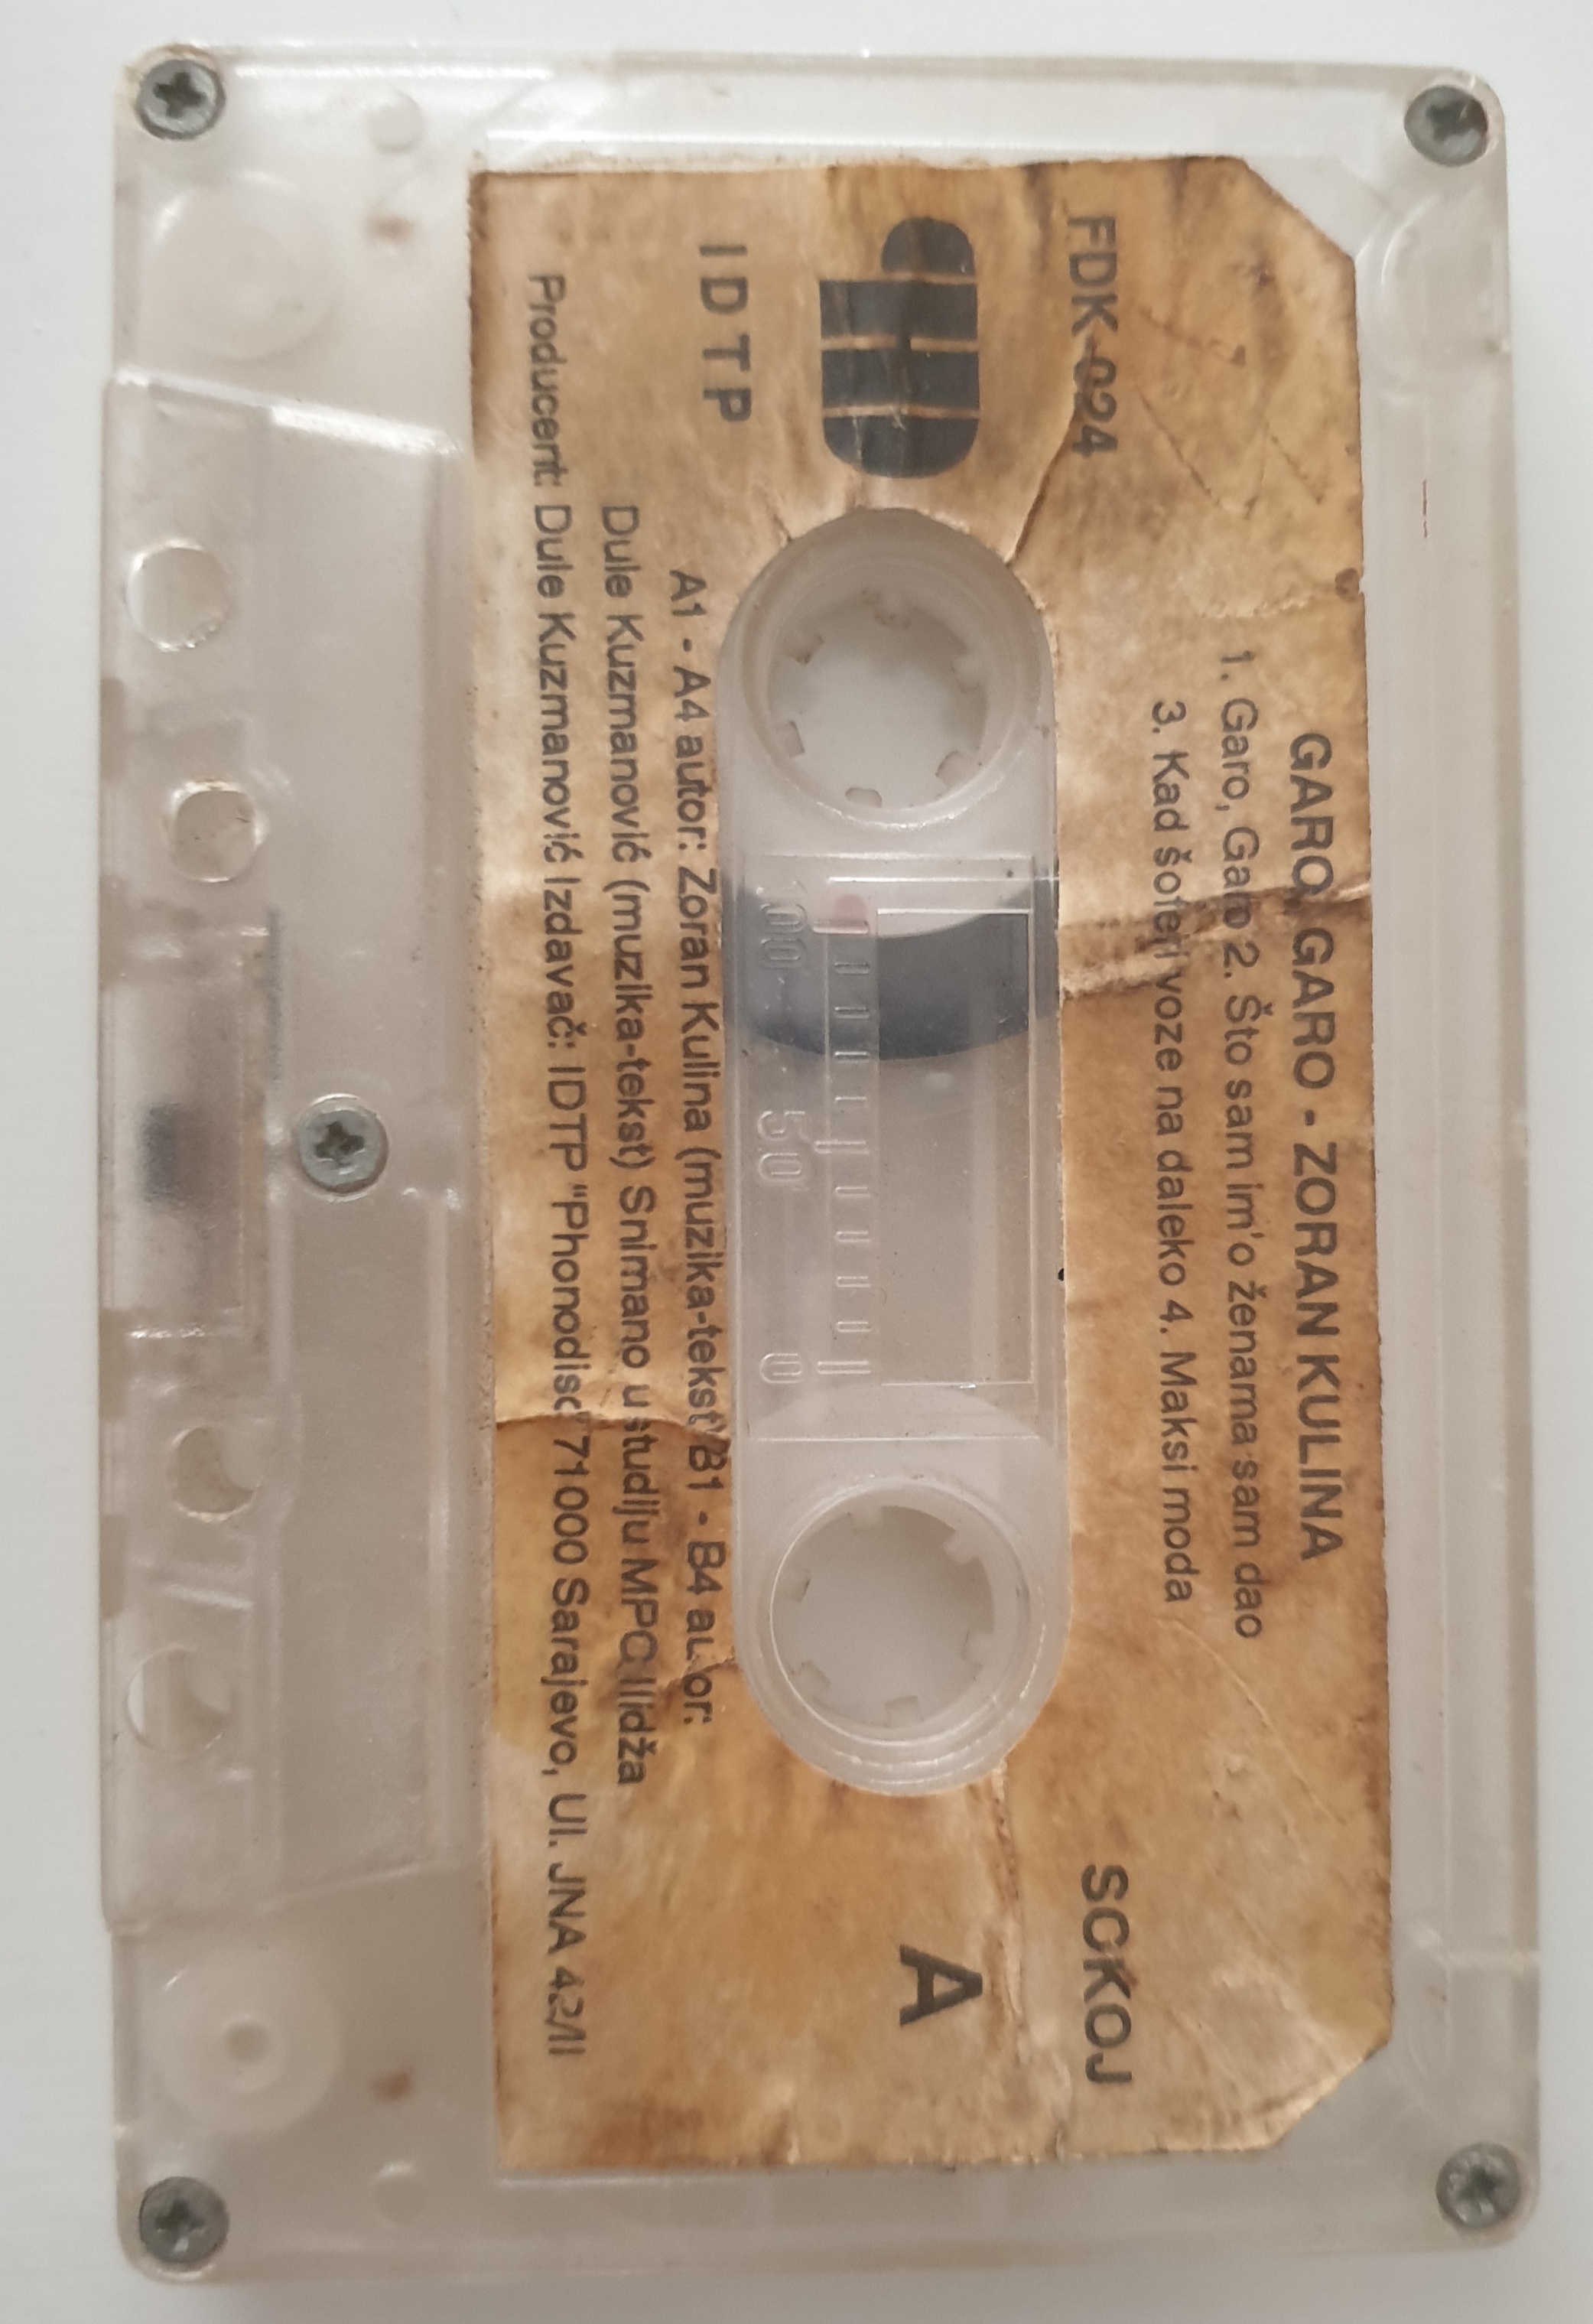 GARO, GARO - ZORAN KULINA
1. Garo, Garo 2. Što sam im'o ženama sam dao
3. Kad šoferi voze na daleko 4. Maksi moda
FDK-024
SOKOJ
A
IDTP
100 50 0
A1 - A4 autor: Zoran Kulina (muzika-tekst) B1 - B4 autor:
Dule Kuzmanović (muzika-tekst) Snimano u studiju MPC Ilidža
Producent: Dule Kuzmanović Izdavač: IDTP "Phonodisc" 71000 Sarajevo, Ul. JNA 42/II